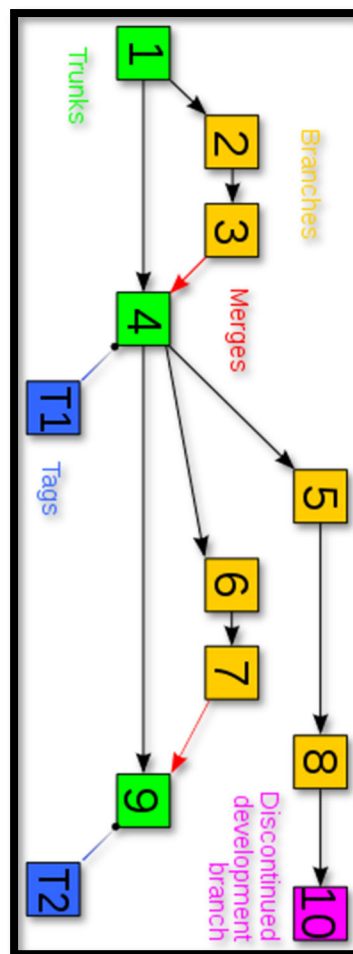 1
Trunks
2
Branches
3
Merges
4
T1
Tags
5
6
7
8
9
Discontinued
development
branch
T2
10